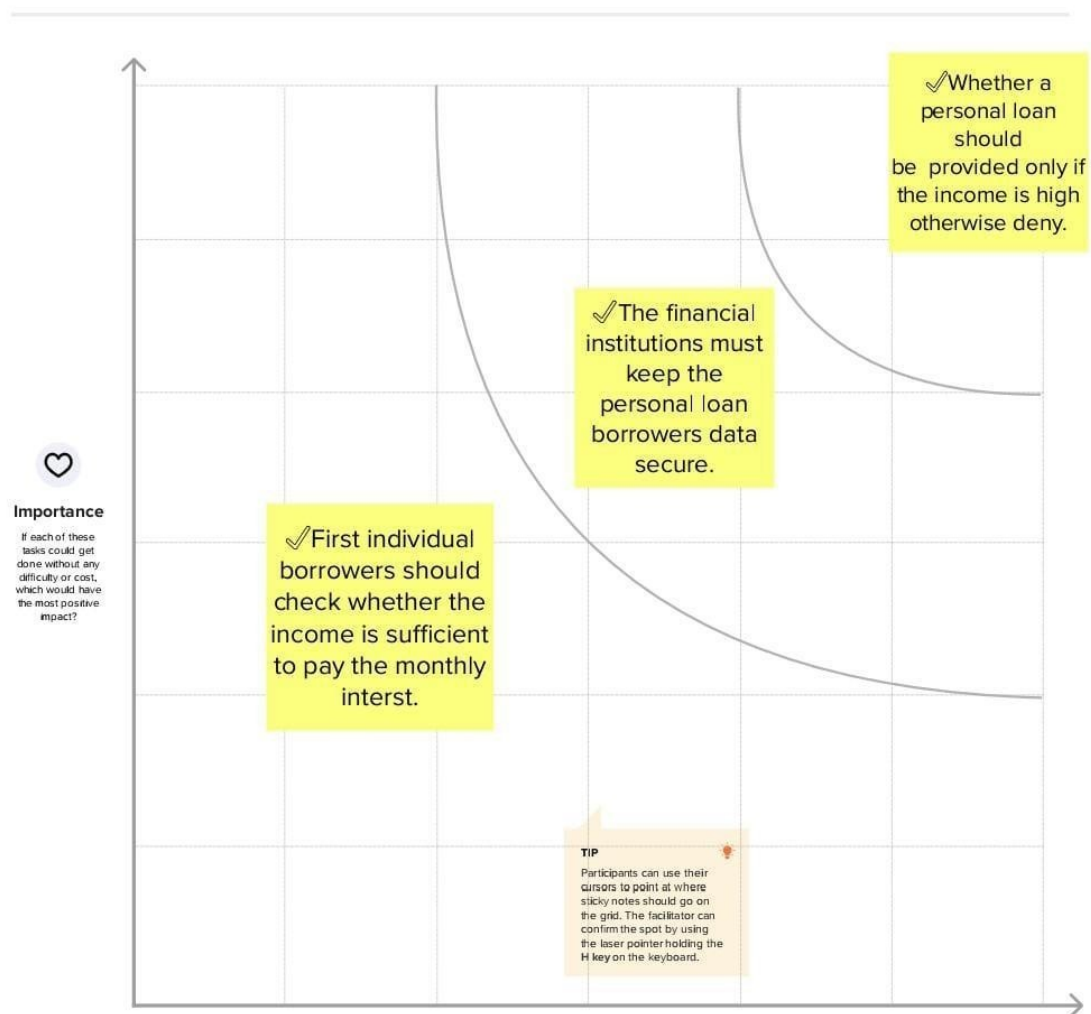 ✓Whether a
personal loan
should
be provided only if
the income is high
otherwise deny.
✓The financial
institutions must
keep the
personal loan
borrowers data
secure.
Importance
If each of these
tasks could get
done without any
difficulty or cost,
which would have
the most positive
impact?
✓First individual
borrowers should
check whether the
income is sufficient
to pay the monthly
interst.
TIP
Participants can use their
cursors to point at where
sticky notes should go on
the grid. The facilitator can
confirm the spot by using
the laser pointer holding the
H key on the keyboard.